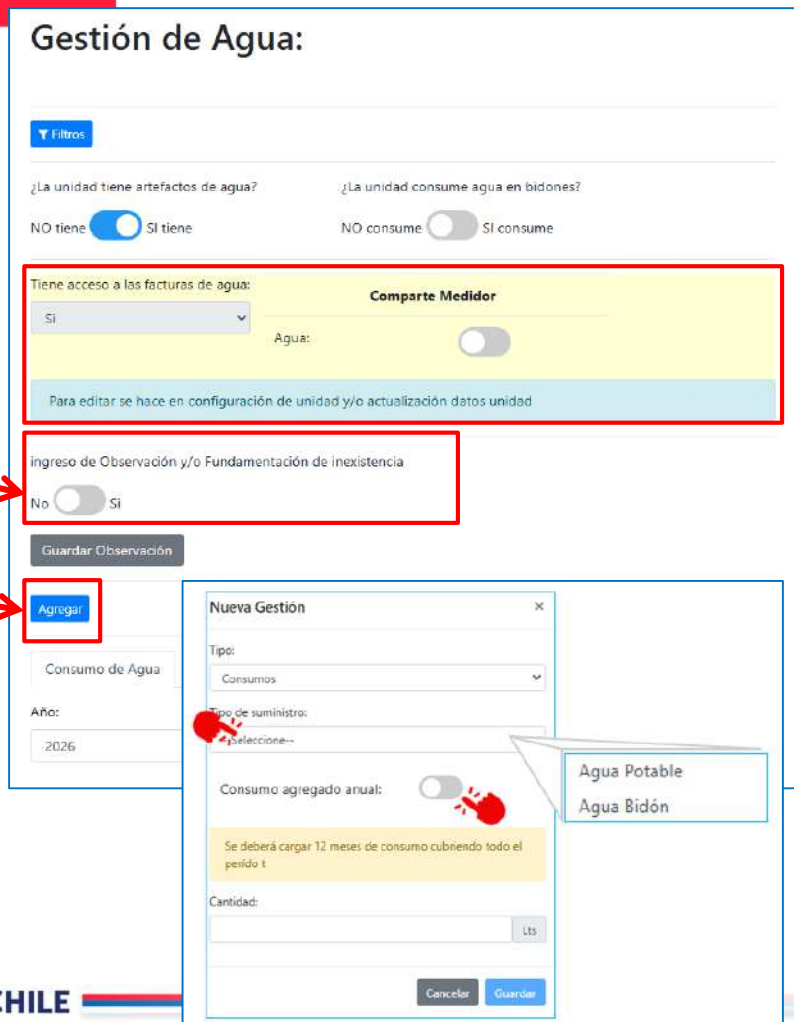 Gestión de Agua:
Filtros
¿La unidad tiene artefactos de agua?
¿La unidad consume agua en bidones?
NO tiene SI tiene
NO consume SI consume
Tiene acceso a las facturas de agua:
Comparte Medidor
Si
Agua:
Para editar se hace en configuración de unidad y/o actualización datos unidad
ingreso de Observación y/o Fundamentación de inexistencia
No Si
Guardar Observación
Agregar
Consumo de Agua
Año:
2026
Nueva Gestión ×
Tipo:
Consumos
Tipo de suministro:
Seleccione--
Agua Potable
Agua Bidón
Consumo agregado anual:
Se deberá cargar 12 meses de consumo cubriendo todo el
perído t
Cantidad:
Lts
Cancelar Guardar
CHILE